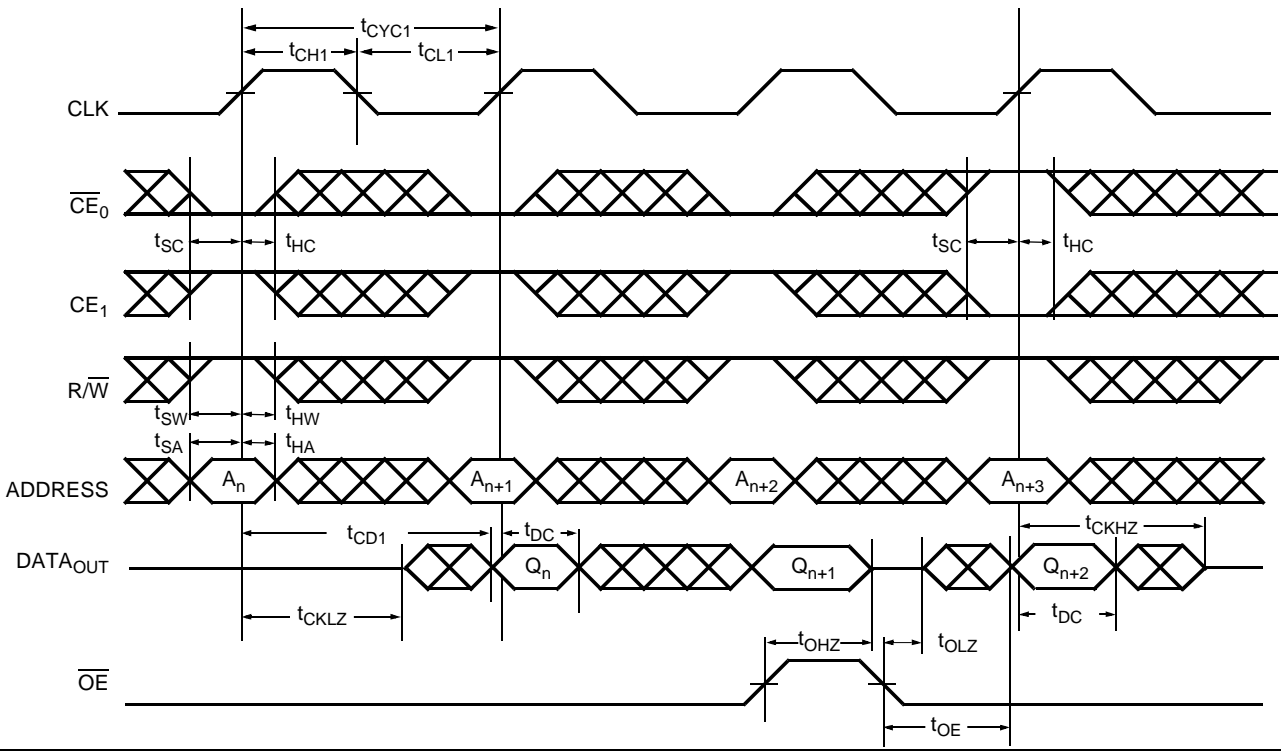 tCYC1
tCH1 tCL1
CLK
CE0
tSC tHC tSC tHC
CE1
R/W
tSW tHW
tSA tHA
ADDRESS An An+1 An+2 An+3
tCD1 tDC tCKHZ
DATAOUT Qn Qn+1 Qn+2
tCKLZ tDC
tOHZ tOLZ
OE
tOE